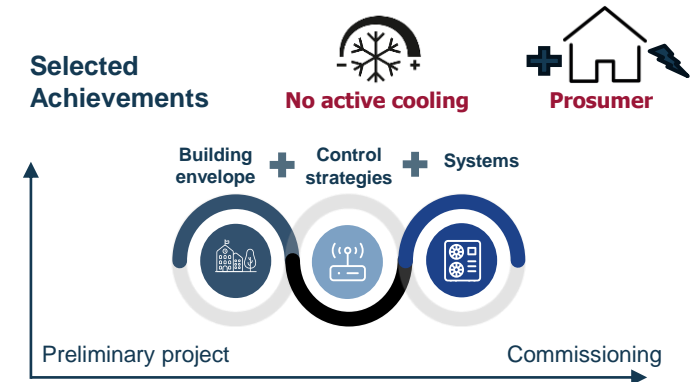 Selected
Achievements
No active cooling
Prosumer
Building
envelope
Control
strategies
Systems
Preliminary project
Commissioning